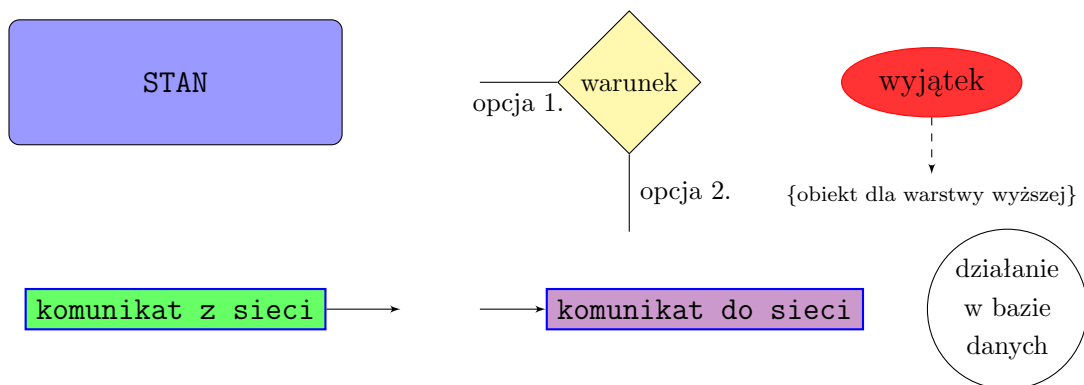 STAN
warunek
opcja 1.
opcja 2.
wyjątek
{obiekt dla warstwy wyższej}
komunikat z sieci
komunikat do sieci
działanie
w bazie
danych